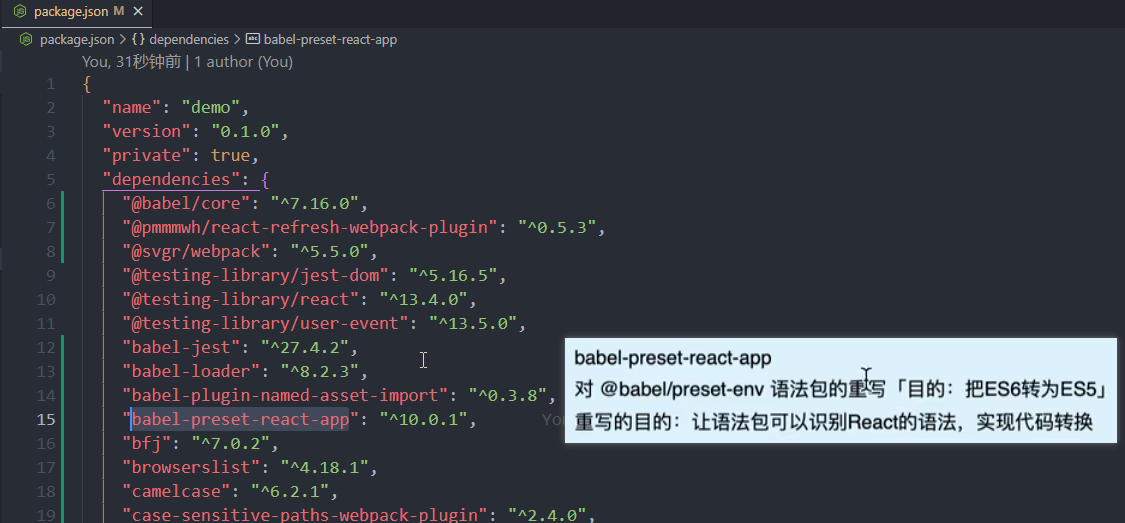 package.json M ×
package.json > {} dependencies > abc babel-preset-react-app
You, 31秒钟前 | 1 author (You)
1 {
2 "name": "demo",
3 "version": "0.1.0",
4 "private": true,
5 "dependencies": {
6 "@babel/core": "^7.16.0",
7 "@pmmmwh/react-refresh-webpack-plugin": "^0.5.3",
8 "@svgr/webpack": "^5.5.0",
9 "@testing-library/jest-dom": "^5.16.5",
10 "@testing-library/react": "^13.4.0",
11 "@testing-library/user-event": "^13.5.0",
12 "babel-jest": "^27.4.2",
13 "babel-loader": "^8.2.3",
14 "babel-plugin-named-asset-import": "^0.3.8",
15 "babel-preset-react-app": "^10.0.1", You
16 "bfj": "^7.0.2",
17 "browserslist": "^4.18.1",
18 "camelcase": "^6.2.1",
19 "case-sensitive-paths-webpack-plugin": "^2.4.0",
babel-preset-react-app
对 @babel/preset-env 语法包的重写「目的：把ES6转为ES5」
重写的目的：让语法包可以识别React的语法，实现代码转换